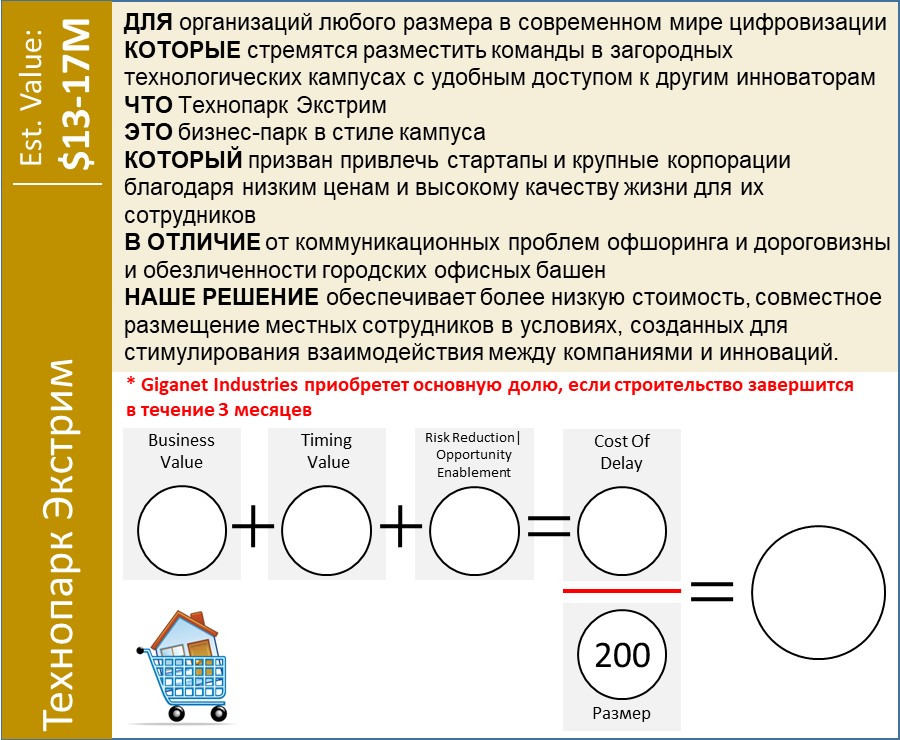 Est. Value:
$13-17M
Технопарк Экстрим
ДЛЯ организаций любого размера в современном мире цифровизации
КОТОРЫЕ стремятся разместить команды в загородных
технологических кампусах с удобным доступом к другим инноваторам
ЧТО Технопарк Экстрим
ЭТО бизнес-парк в стиле кампуса
КОТОРЫЙ призван привлечь стартапы и крупные корпорации
благодаря низким ценам и высокому качеству жизни для их
сотрудников
В ОТЛИЧИЕ от коммуникационных проблем офшоринга и дороговизны
и обезличенности городских офисных башен
НАШЕ РЕШЕНИЕ обеспечивает более низкую стоимость, совместное
размещение местных сотрудников в условиях, созданных для
стимулирования взаимодействия между компаниями и инноваций.
* Giganet Industries приобретет основную долю, если строительство завершится
в течение 3 месяцев
Business
Value
+
Timing
Value
+
Risk Reduction|
Opportunity
Enablement
=
Cost Of
Delay
=
200
Размер